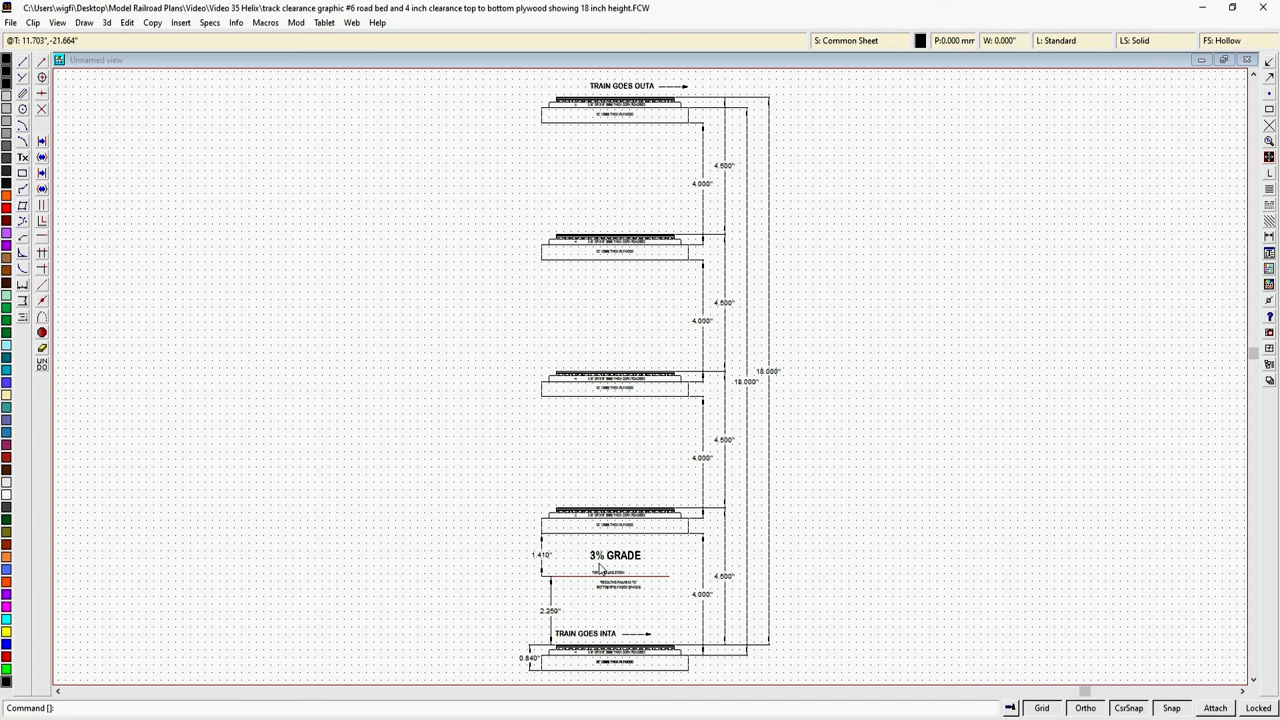 C:\Users\wigfi\Desktop\Model Railroad Plans\Video\Video 35 Helix\track clearance graphic #6 road bed and 4 inch clearance top to bottom plywood showing 18 inch height.FCW
File Clip View Draw 3d Edit Copy Insert Specs Info Macros Mod Tablet Web Help
@T: 11.703",-21.664" S: Common Sheet P:0.000 mm W: 0.000" L: Standard LS: Solid FS: Hollow
Unnamed view
TRAIN GOES OUTA
4.500"
4.000"
4.500"
4.000"
18.000"
18.000"
4.500"
4.000"
1.410"
3% GRADE
4.500"
4.000"
2.250"
TRAIN GOES INTA
0.840"
Tx
UN
DO
Command []: Grid Ortho CsrSnap Snap Attach Locked